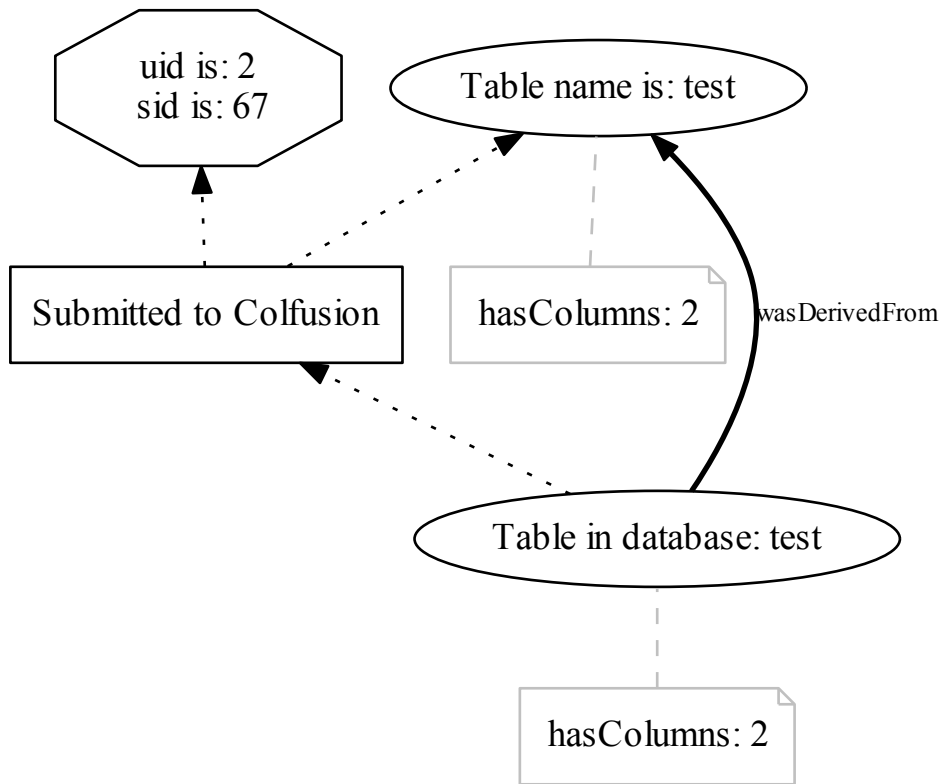 uid is: 2
sid is: 67
Table name is: test
Submitted to Colfusion
hasColumns: 2
wasDerivedFrom
Table in database: test
hasColumns: 2